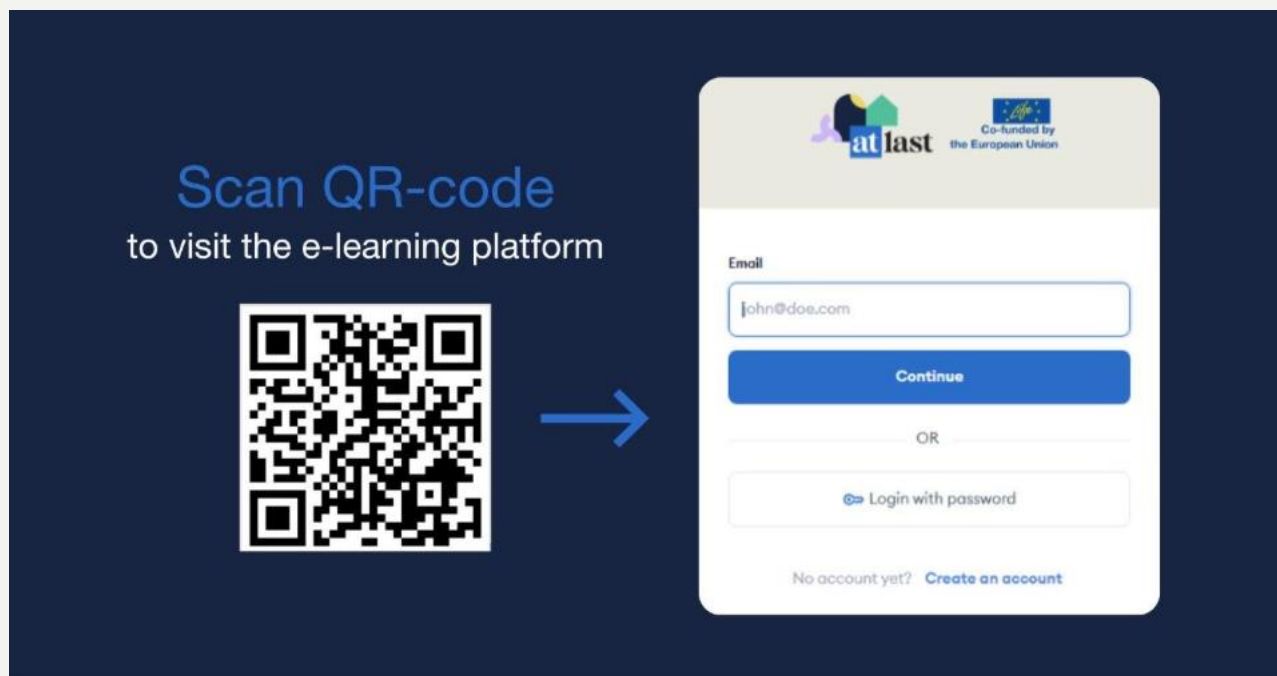 Scan QR-code
to visit the e-learning platform
at last
Life
Co-funded by
the European Union
Email
john@doe.com
Continue
OR
Login with password
No account yet? Create an account